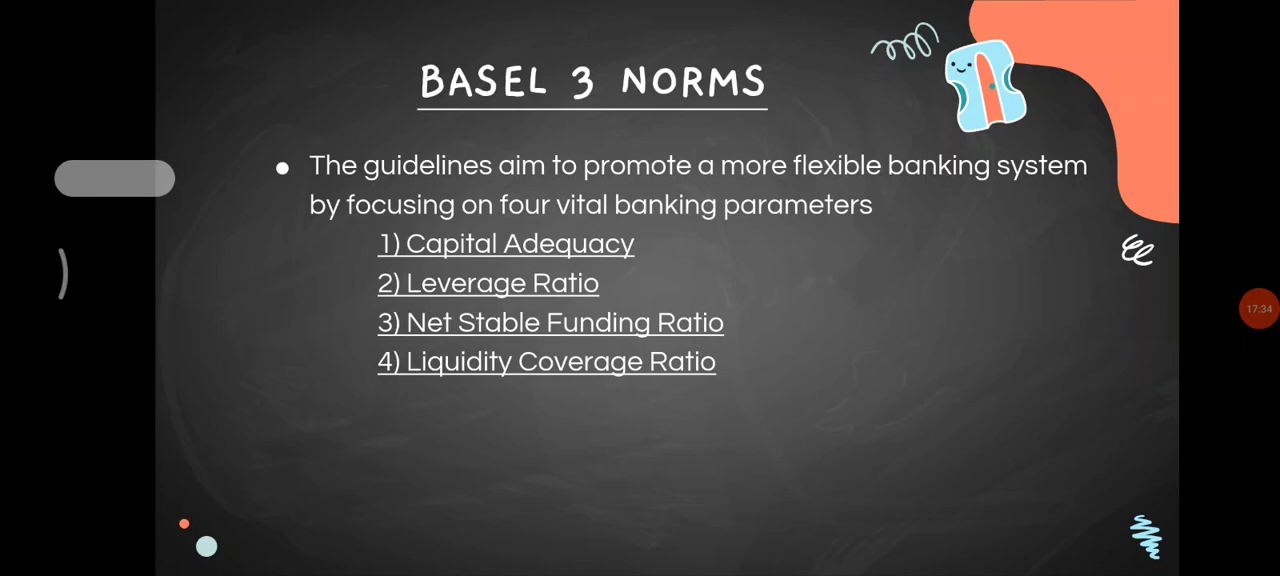 BASEL 3 NORMS
The guidelines aim to promote a more flexible banking system
by focusing on four vital banking parameters
1) Capital Adequacy
2) Leverage Ratio
3) Net Stable Funding Ratio
4) Liquidity Coverage Ratio
17:34